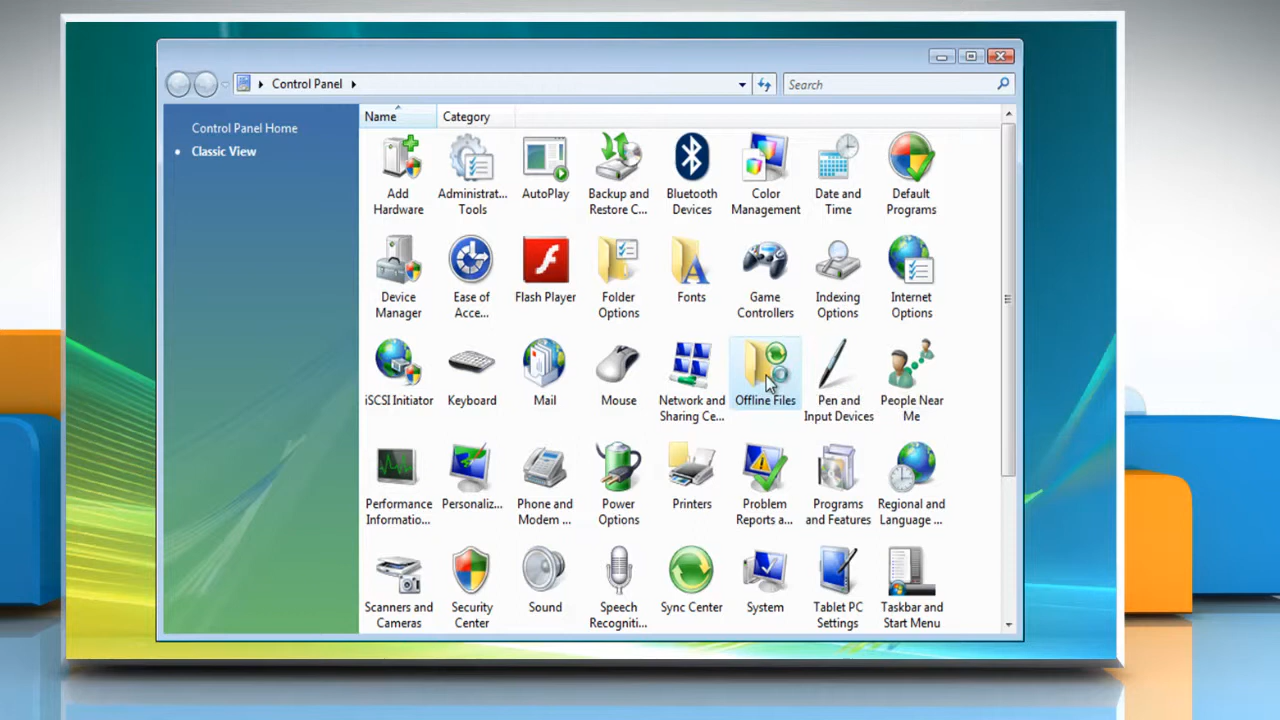 Control Panel
Search
Control Panel Home
Classic View
Name Category
Add Hardware
Administrat... Tools
AutoPlay
Backup and Restore C...
Bluetooth Devices
Color Management
Date and Time
Default Programs
Device Manager
Ease of Acce...
Flash Player
Folder Options
Fonts
Game Controllers
Indexing Options
Internet Options
iSCSI Initiator
Keyboard
Mail
Mouse
Network and Sharing Ce...
Offline Files
Pen and Input Devices
People Near Me
Performance Informatio...
Personaliz...
Phone and Modem ...
Power Options
Printers
Problem Reports a...
Programs and Features
Regional and Language ...
Scanners and Cameras
Security Center
Sound
Speech Recogniti...
Sync Center
System
Tablet PC Settings
Taskbar and Start Menu